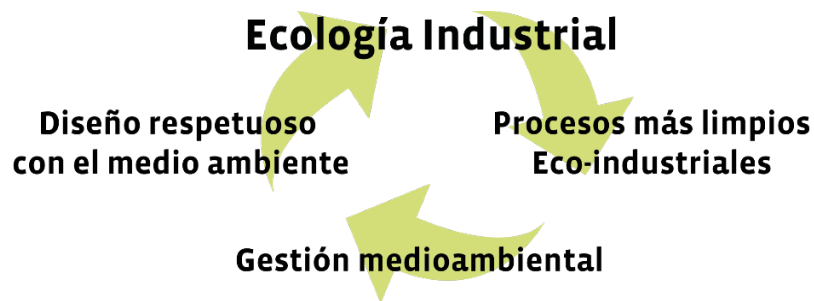 Ecología Industrial
Diseño respetuoso
con el medio ambiente
Procesos más limpios
Eco-industriales
Gestión medioambiental